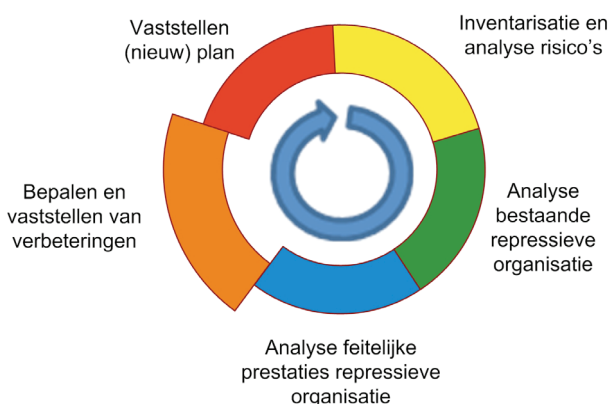 Vaststellen
(nieuw) plan
Inventarisatie en
analyse risico's
Analyse
bestaande
repressieve
organisatie
Analyse feitelijke
prestaties repressieve
organisatie
Bepalen en
vaststellen van
verbeteringen